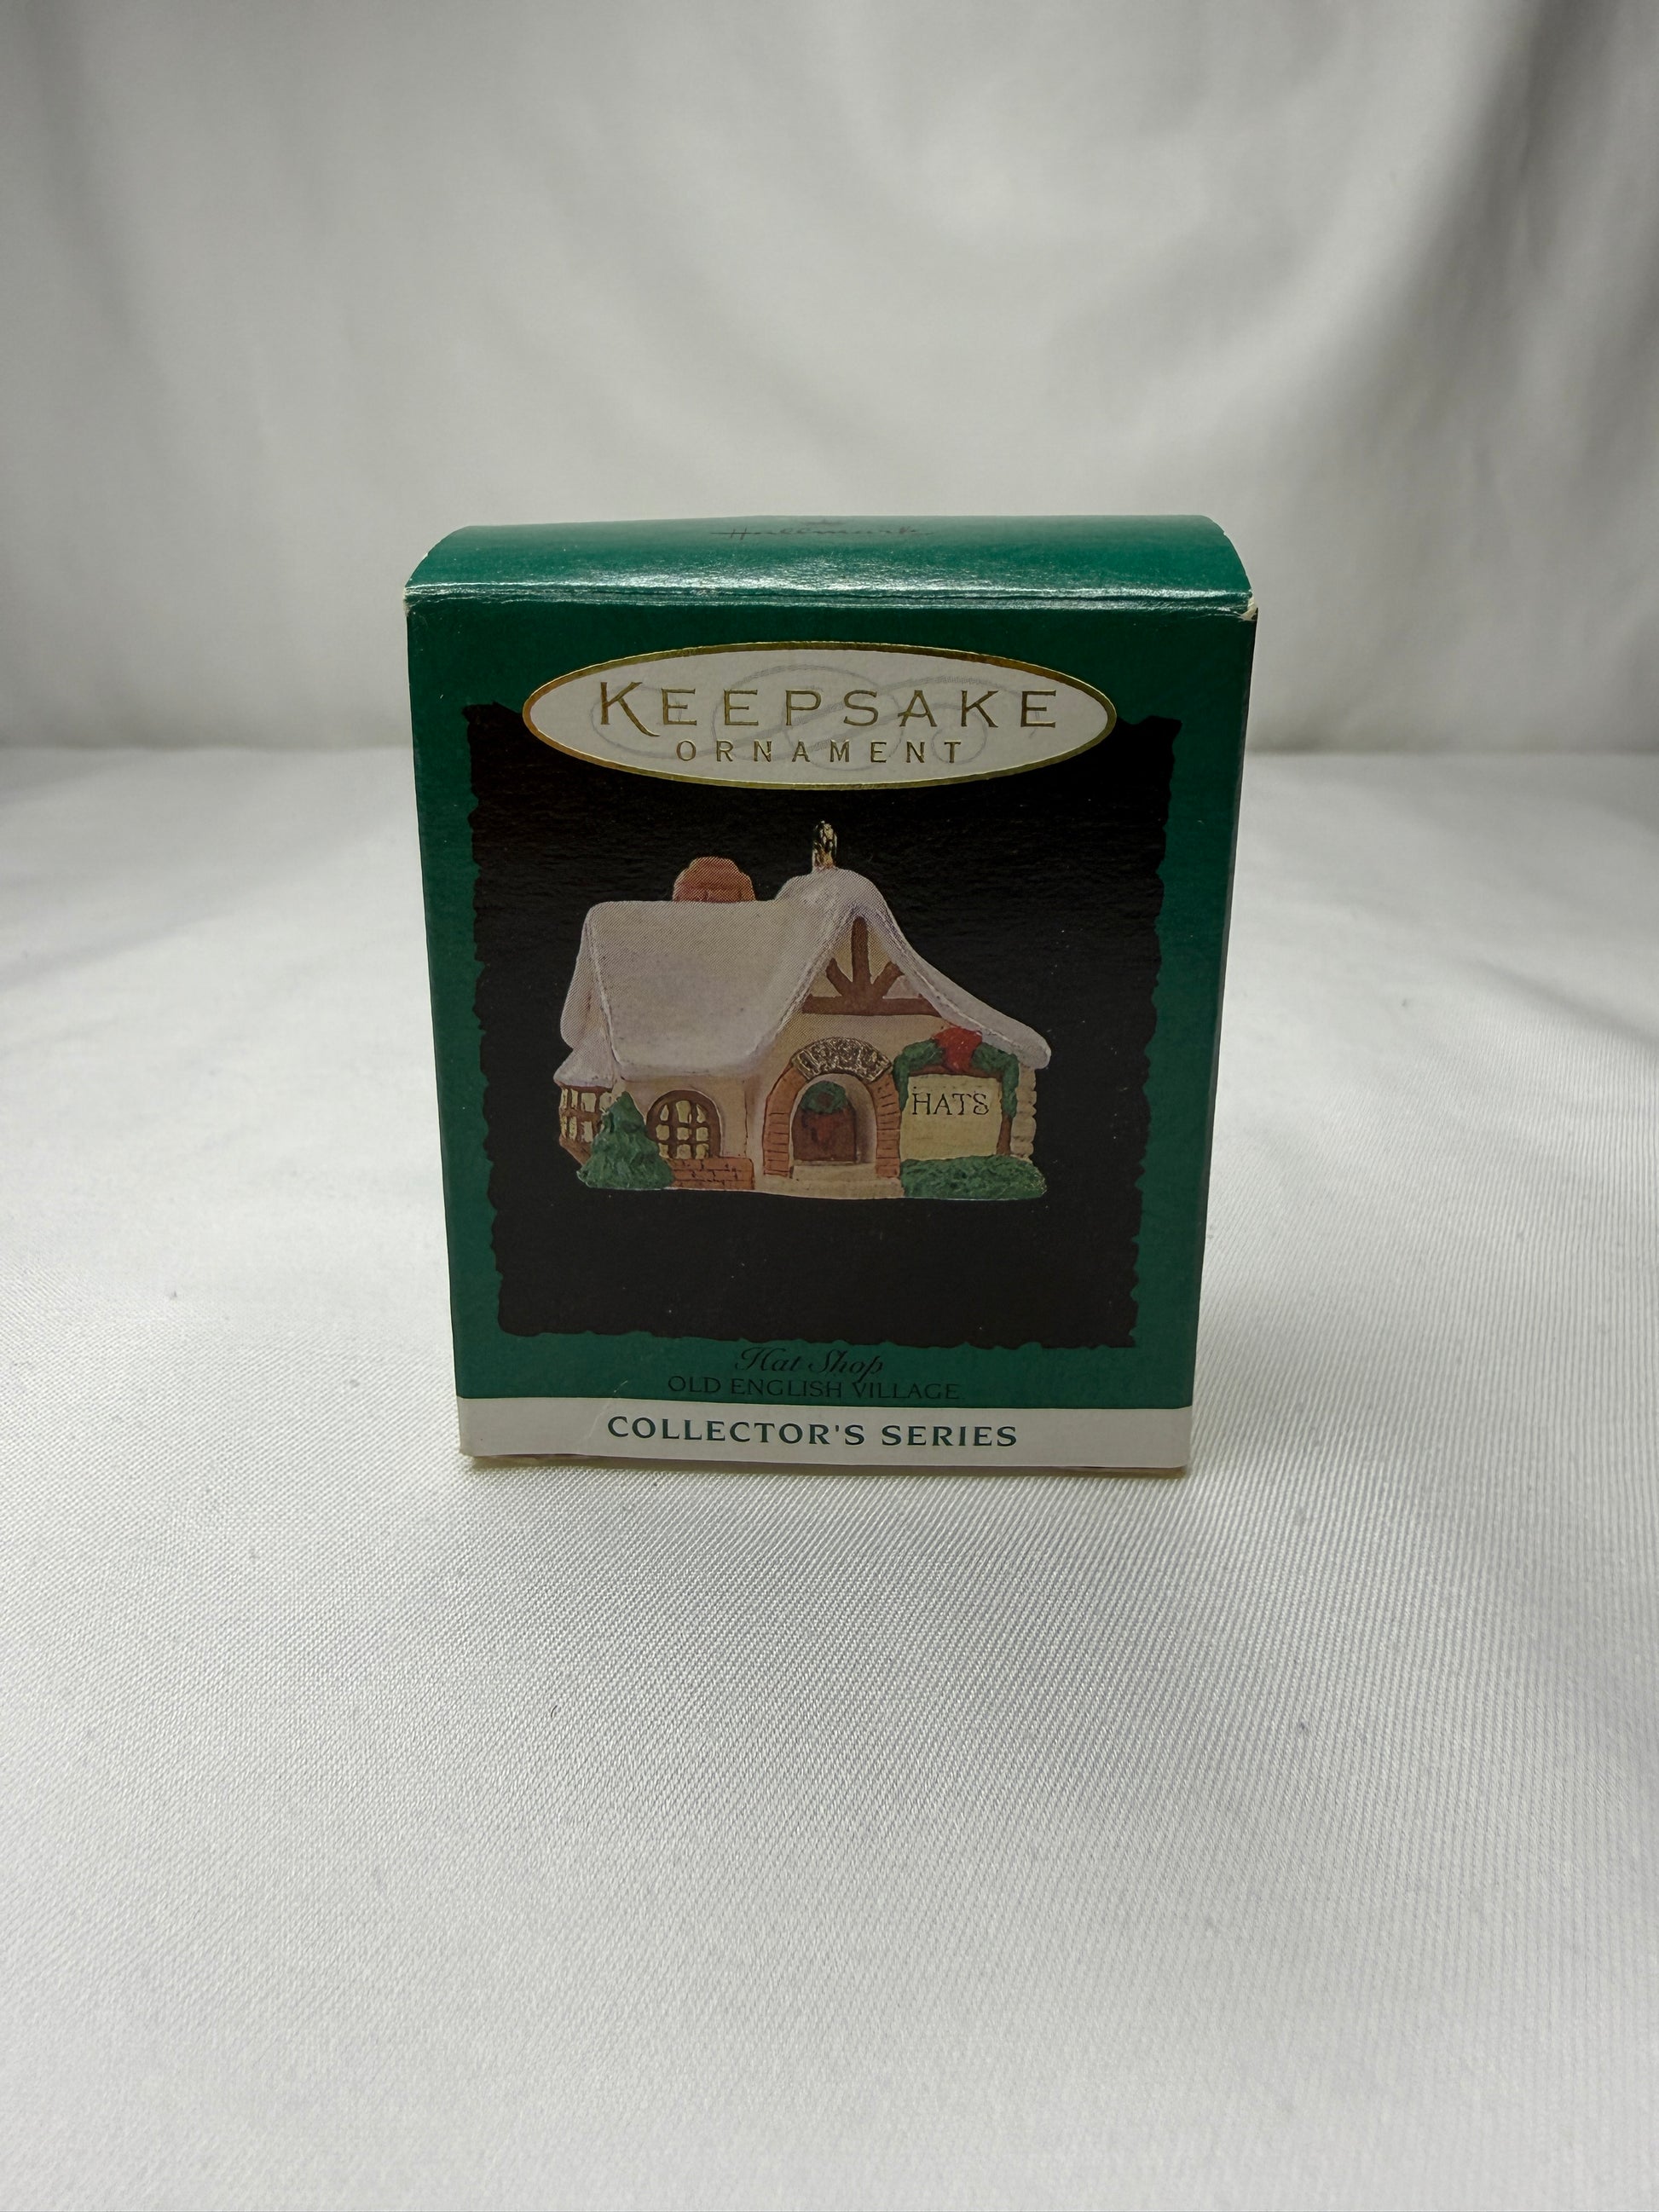 Hallmark
KEEPSAKE
ORNAMENT
HATS
Hat Shop
OLD ENGLISH VILLAGE
COLLECTOR'S SERIES